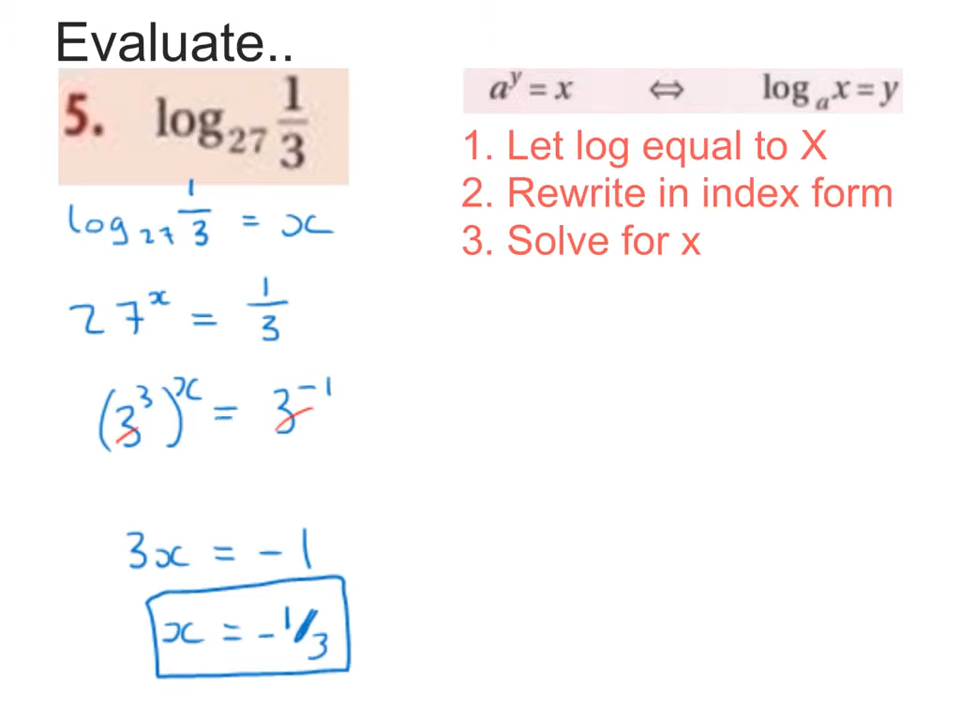 Evaluate..
5. log₂₇ 1/3
log₂₇ 1/3 = x
27ˣ = 1/3
(3³)ˣ = 3⁻¹
3x = -1
x = -1/3
aʸ = x ⇔ logₐx = y
1. Let log equal to X
2. Rewrite in index form
3. Solve for x